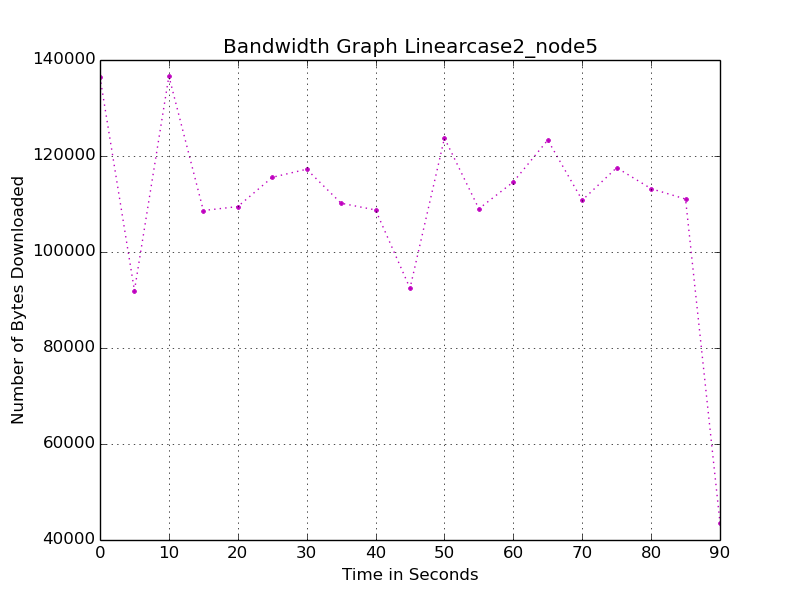 Bandwidth Graph Linearcase2_node5
140000
120000
100000
80000
60000
40000
Number of Bytes Downloaded
0 10 20 30 40 50 60 70 80 90
Time in Seconds